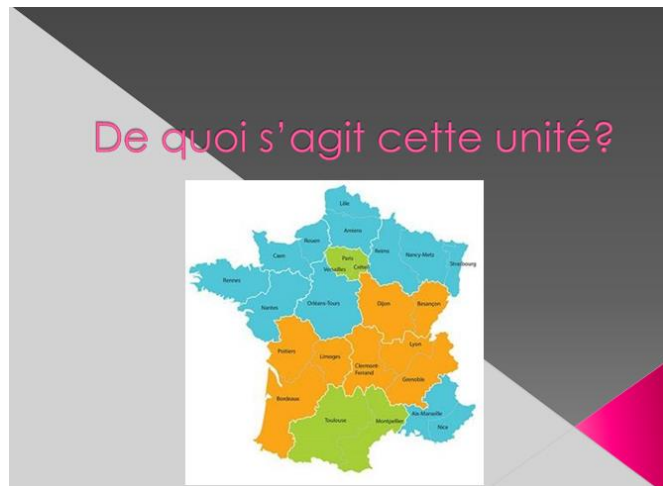 De quoi s'agit cette unité?
Lille
Amiens
Rouen
Caen
Reims
Nancy-Metz
Strasbourg
Paris
Versailles
Créteil
Rennes
Nantes
Orléans-Tours
Dijon
Besançon
Poitiers
Limoges
Clermont-
Ferrand
Lyon
Grenoble
Bordeaux
Toulouse
Montpellier
Aix-Marseille
Nice